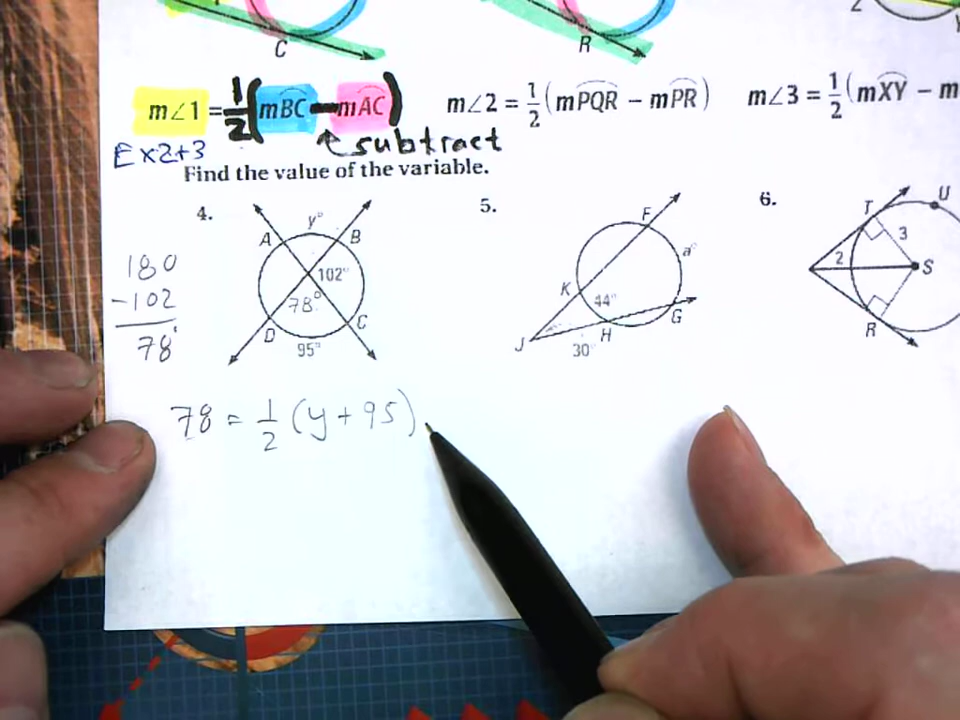 C
R
Z
m∠1 = 1/2 (mBC - mAC)
m∠2 = 1/2 (mPQR − mPR)
m∠3 = 1/2 (mXY − m
subtract
Ex2+3
Find the value of the variable.
4.
y°
A
B
102°
78°
D
C
95°
180
-102
78°
78 = 1/2 (y + 95)
5.
F
a°
K
44°
G
H
J
30°
6.
U
T
3
2
S
R